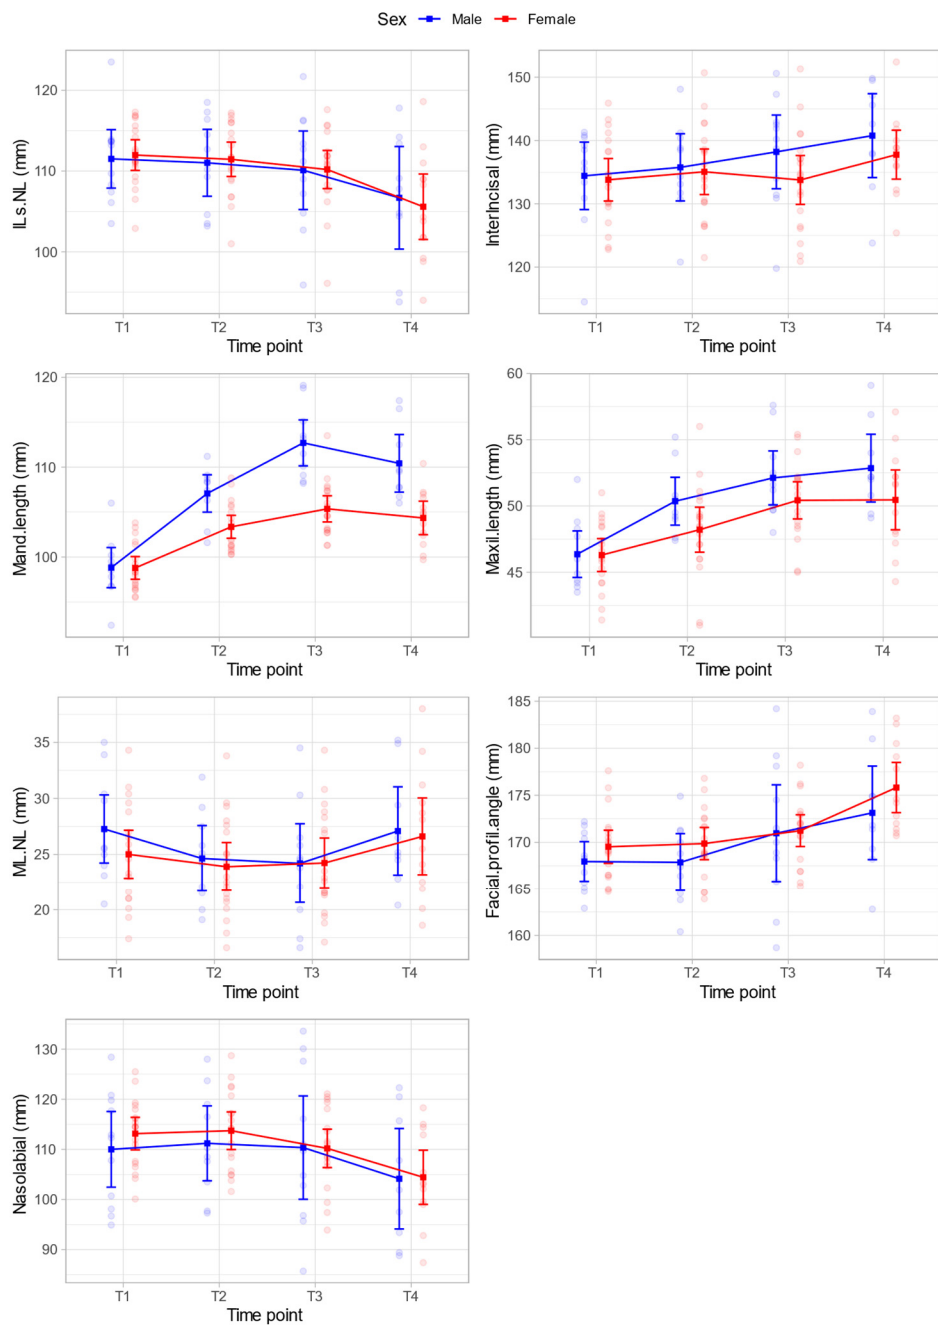 Sex Male Female
ILs.NL (mm)
120
110
100
T1 T2 T3 T4
Time point
InterIncisal (mm)
150
140
130
120
T1 T2 T3 T4
Time point
Mand.length (mm)
120
110
100
T1 T2 T3 T4
Time point
Maxil.length (mm)
60
55
50
45
T1 T2 T3 T4
Time point
ML.NL (mm)
35
30
25
20
T1 T2 T3 T4
Time point
Facial.profil.angle (mm)
185
180
175
170
165
160
T1 T2 T3 T4
Time point
Nasolabial (mm)
130
120
110
100
90
T1 T2 T3 T4
Time point